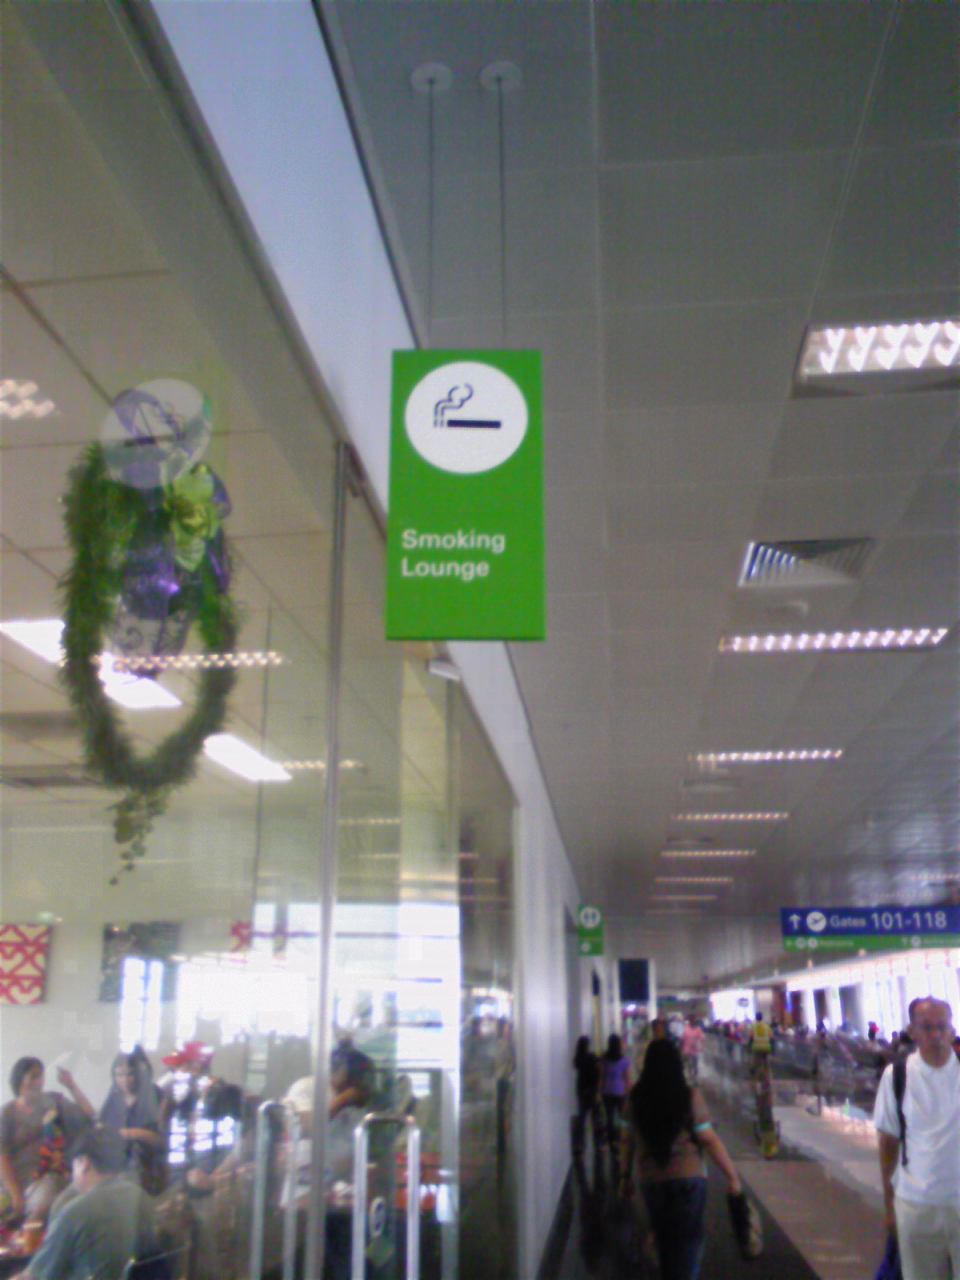 Smoking
Lounge
Gates 101-118